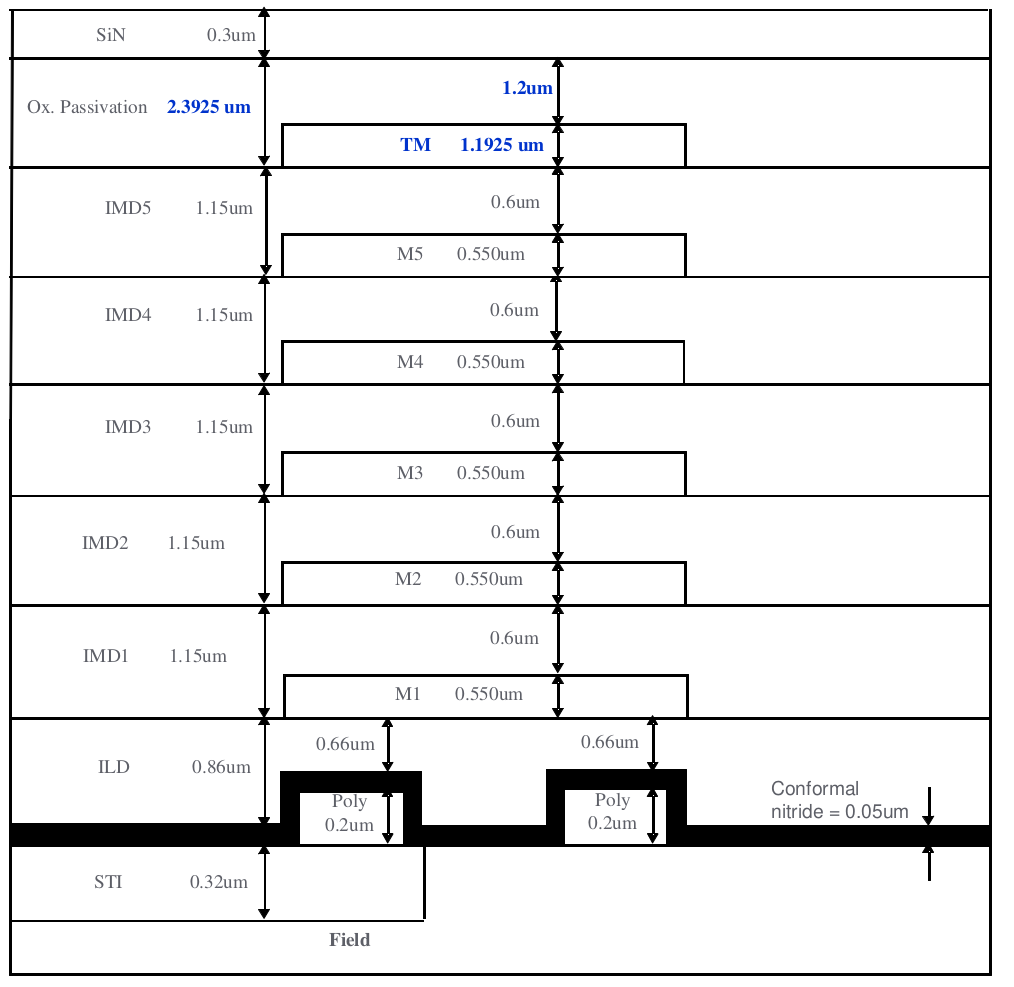 SiN 0.3um
1.2um
Ox. Passivation 2.3925 um
TM 1.1925 um
IMD5 1.15um 0.6um
M5 0.550um
IMD4 1.15um 0.6um
M4 0.550um
IMD3 1.15um 0.6um
M3 0.550um
IMD2 1.15um 0.6um
M2 0.550um
IMD1 1.15um 0.6um
M1 0.550um
0.66um 0.66um
ILD 0.86um
Poly
0.2um
Poly
0.2um
Conformal
nitride = 0.05um
STI 0.32um
Field